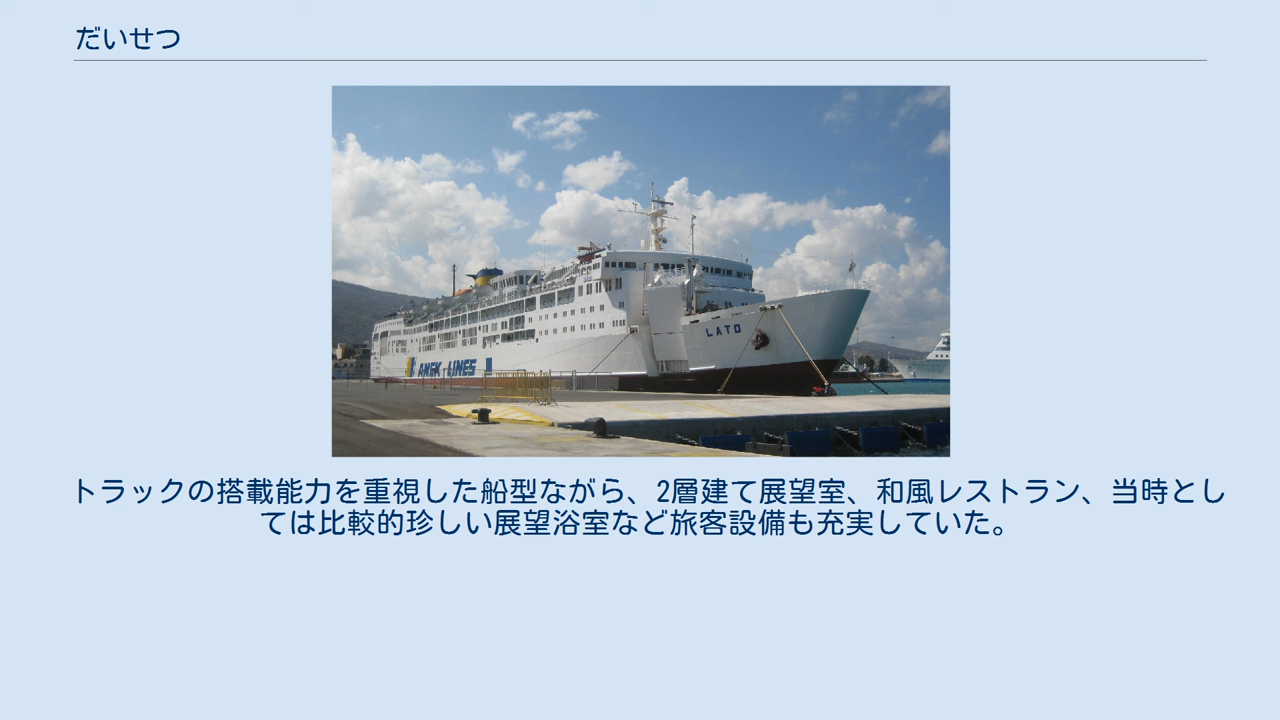 だいせつ
LATO
ANEK LINES
トラックの搭載能力を重視した船型ながら、2層建て展望室、和風レストラン、当時とし
ては比較的珍しい展望浴室など旅客設備も充実していた。